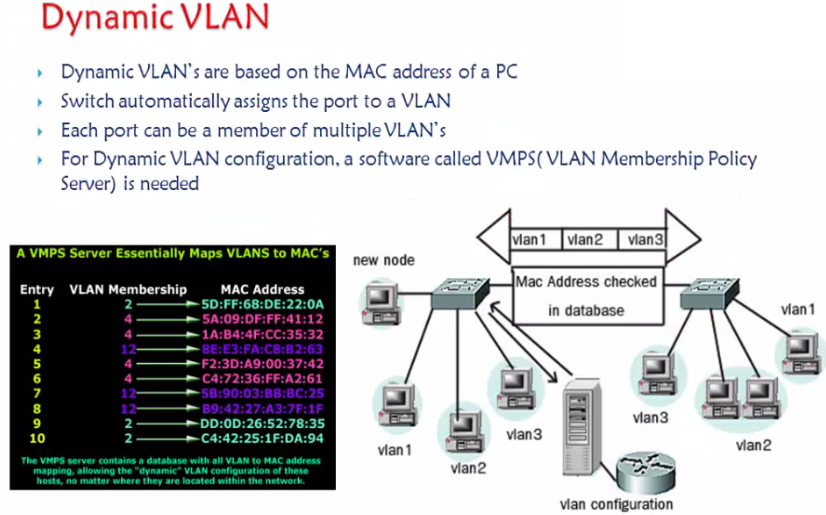 Dynamic VLAN
Dynamic VLAN's are based on the MAC address of a PC
Switch automatically assigns the port to a VLAN
Each port can be a member of multiple VLAN's
For Dynamic VLAN configuration, a software called VMPS( VLAN Membership Policy
Server) is needed
A VMPS Server Essentially Maps VLANS to MAC's
Entry VLAN Membership MAC Address
1 2 5D:FF:68:DE:22:0A
2 4 5A:09:DF:FF:41:12
3 4 1A:B4:4F:CC:35:32
4 12 8E:E3:FA:C8:B2:63
5 4 F2:3D:A9:00:37:42
6 4 C4:72:36:FF:A2:61
7 12 5B:90:03:BB:BC:25
8 12 B9:42:27:A3:7F:1F
9 2 DD:0D:26:52:78:35
10 2 C4:42:25:1F:DA:94
The VMPS server contains a database with all VLAN to MAC address
mapping, allowing the "dynamic" VLAN configuration of these
hosts, no matter where they are located within the network.
vlan1 vlan2 vlan3
new node
Mac Address checked
in database
vlan1
vlan3
vlan3
vlan1
vlan2
vlan2
vlan configuration